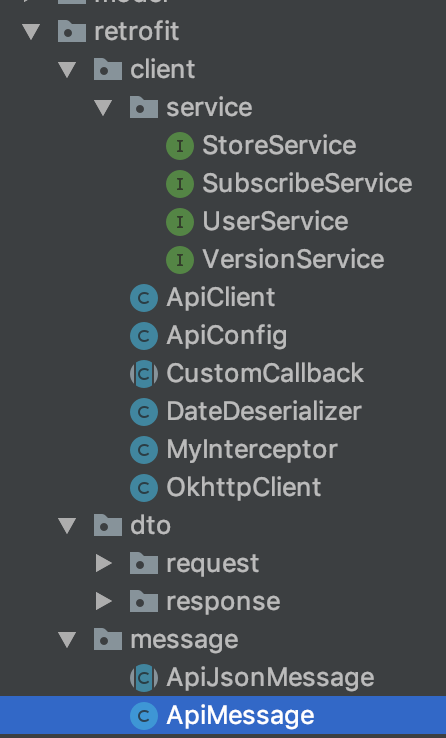 model
retrofit
client
service
I StoreService
I SubscribeService
I UserService
I VersionService
C ApiClient
C ApiConfig
C CustomCallback
C DateDeserializer
C MyInterceptor
C OkhttpClient
dto
request
response
message
C ApiJsonMessage
C ApiMessage